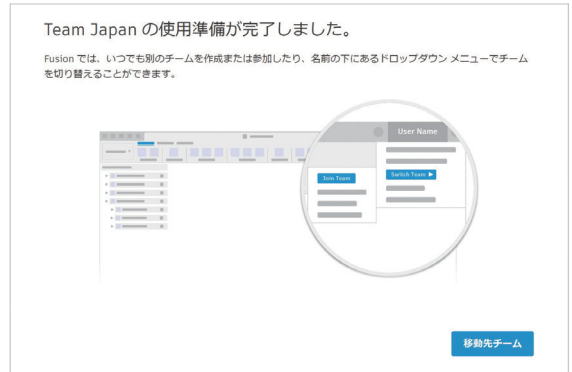 Team Japan の使用準備が完了しました。
Fusion では、いつでも別のチームを作成または参加したり、名前の下にあるドロップダウン メニューでチーム
を切り替えることができます。
User Name
Join Team
Switch Team ▶
移動先チーム